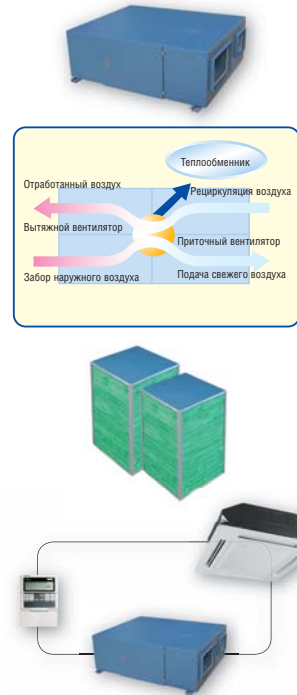 Теплообменник
Отработанный воздух
Рециркуляция воздуха
Вытяжной вентилятор
Приточный вентилятор
Забор наружного воздуха
Подача свежего воздуха